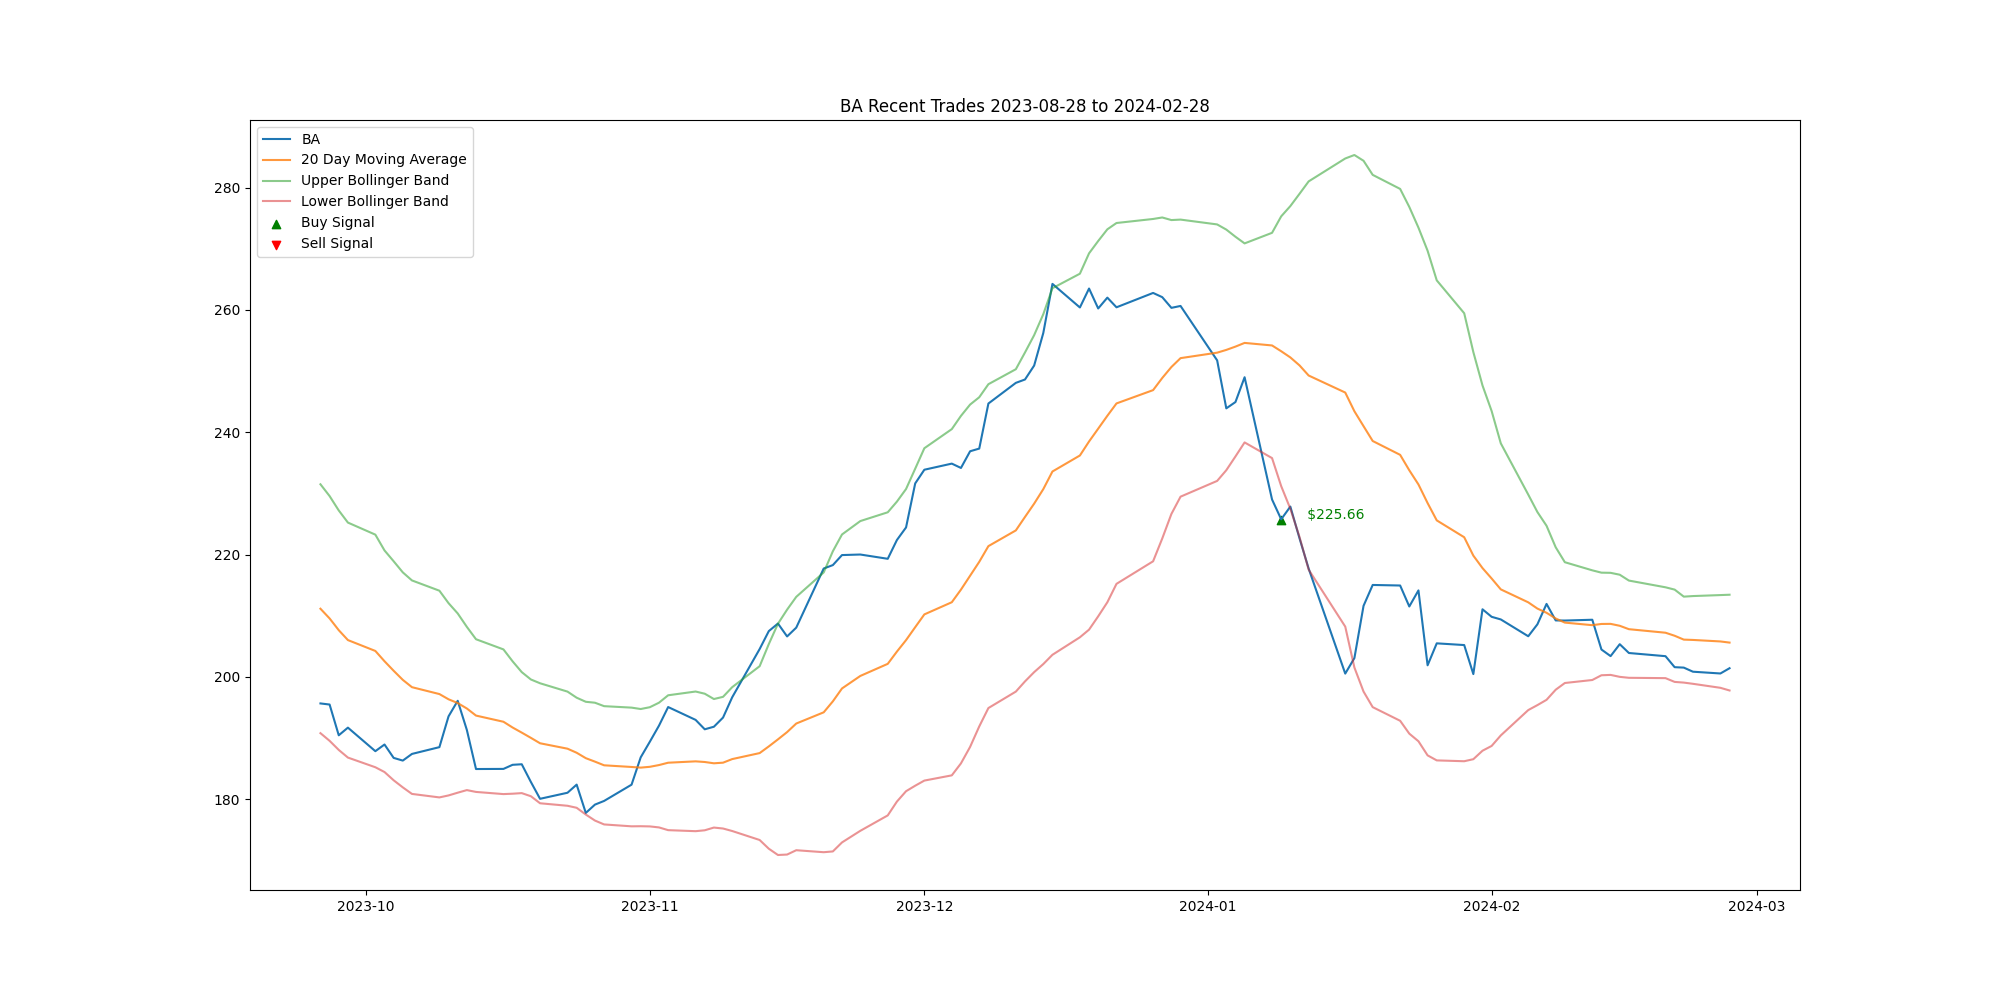 BA Recent Trades 2023-08-28 to 2024-02-28
BA
20 Day Moving Average
Upper Bollinger Band
Lower Bollinger Band
Buy Signal
Sell Signal
280
260
240
220
200
180
$225.66
2023-10
2023-11
2023-12
2024-01
2024-02
2024-03